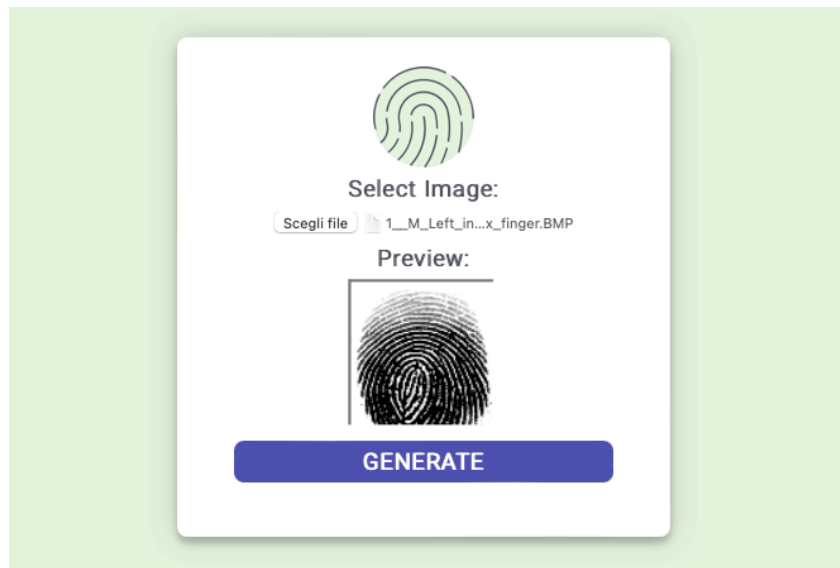 Select Image:
Scegli file 1__M_Left_in...x_finger.BMP
Preview:
GENERATE